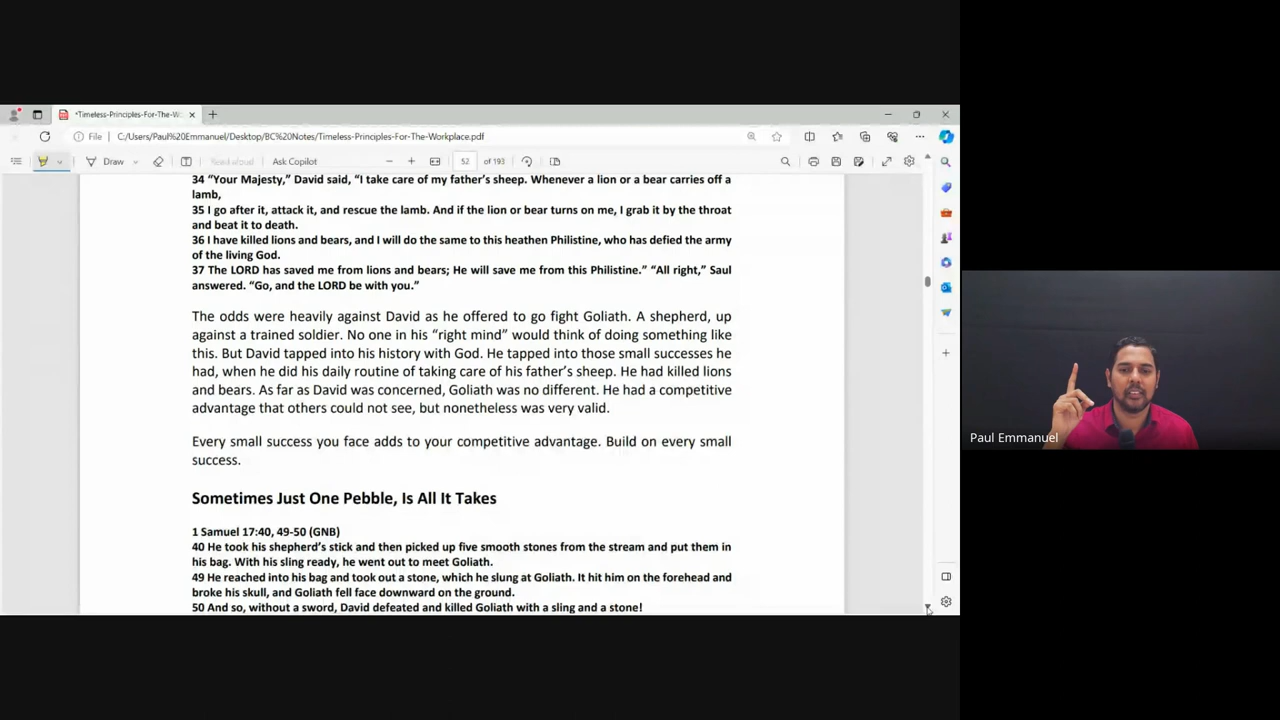 *Timeless-Principles-For-The-W
File
C:/Users/Paul%20Emmanuel/Desktop/BC%20Notes/Timeless-Principles-For-The-Workplace.pdf
Draw
Read aloud
Ask Copilot
52
of 193
34 “Your Majesty,” David said, “I take care of my father’s sheep. Whenever a lion or a bear carries off a
lamb,
35 I go after it, attack it, and rescue the lamb. And if the lion or bear turns on me, I grab it by the throat
and beat it to death.
36 I have killed lions and bears, and I will do the same to this heathen Philistine, who has defied the army
of the living God.
37 The LORD has saved me from lions and bears; He will save me from this Philistine.” “All right,” Saul
answered. “Go, and the LORD be with you.”
The odds were heavily against David as he offered to go fight Goliath. A shepherd, up
against a trained soldier. No one in his “right mind” would think of doing something like
this. But David tapped into his history with God. He tapped into those small successes he
had, when he did his daily routine of taking care of his father’s sheep. He had killed lions
and bears. As far as David was concerned, Goliath was no different. He had a competitive
advantage that others could not see, but nonetheless was very valid.
Every small success you face adds to your competitive advantage. Build on every small
success.
Sometimes Just One Pebble, Is All It Takes
1 Samuel 17:40, 49-50 (GNB)
40 He took his shepherd’s stick and then picked up five smooth stones from the stream and put them in
his bag. With his sling ready, he went out to meet Goliath.
49 He reached into his bag and took out a stone, which he slung at Goliath. It hit him on the forehead and
broke his skull, and Goliath fell face downward on the ground.
50 And so, without a sword, David defeated and killed Goliath with a sling and a stone!
Paul Emmanuel